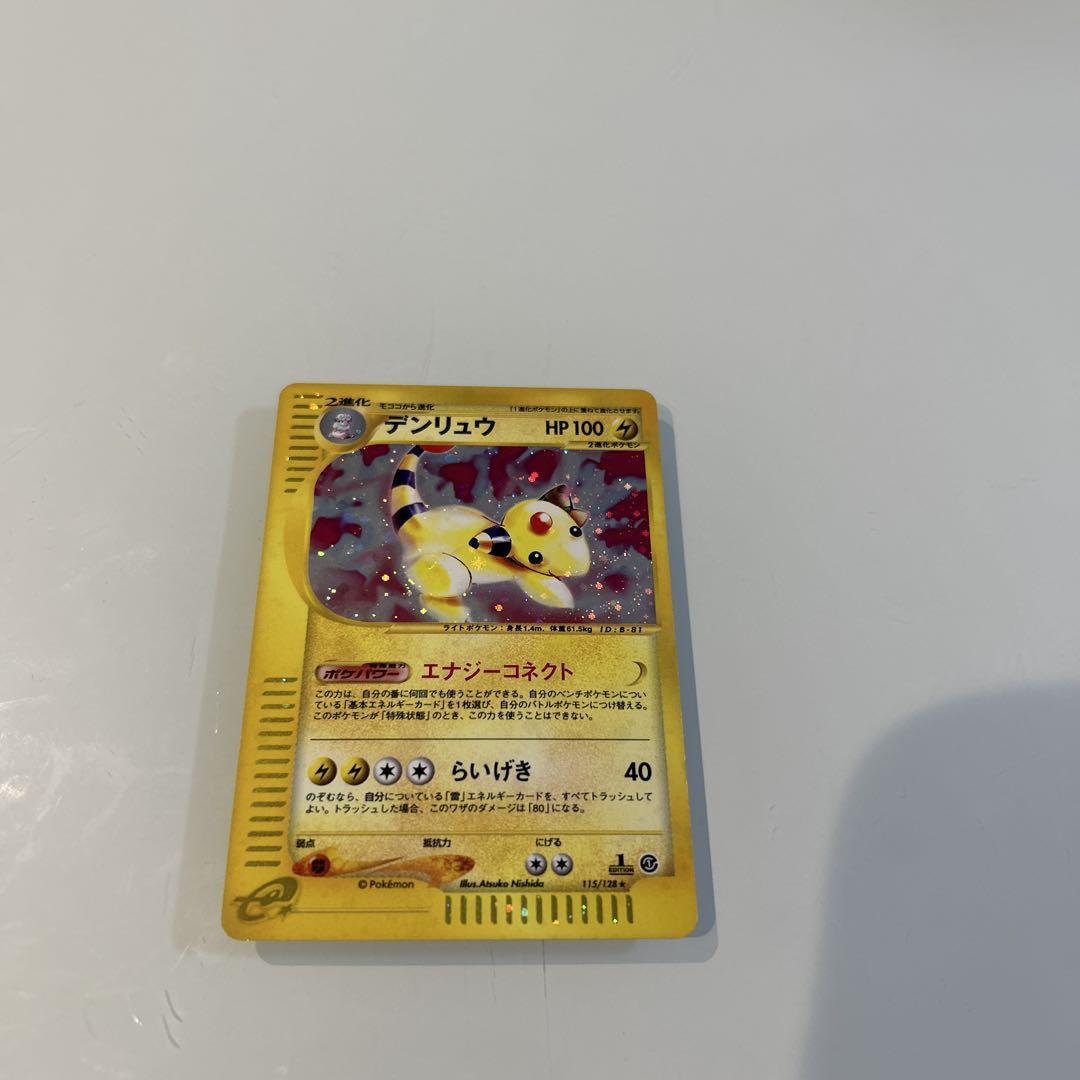 2進化 モココから進化 「1進化ポケモン」の上に重ねて進化させます。
デンリュウ HP 100
2進化ポケモン
ライトポケモン：身長1.4m、体重61.5kg ID：B-81
特殊能力
ポケパワー エナジーコネクト
この力は、自分の番に何回でも使うことができる。自分のベンチポケモンについ
ている「基本エネルギーカード」を1枚選び、自分のバトルポケモンにつけ替える。
このポケモンが「特殊状態」のとき、この力を使うことはできない。
らいげき 40
のぞむなら、自分についている「雷」エネルギーカードを、すべてトラッシュして
よい。トラッシュした場合、このワザのダメージは「80」になる。
弱点 抵抗力 にげる
1 EDITION
©Pokémon Illus.Atsuko Nishida 115/128★
e